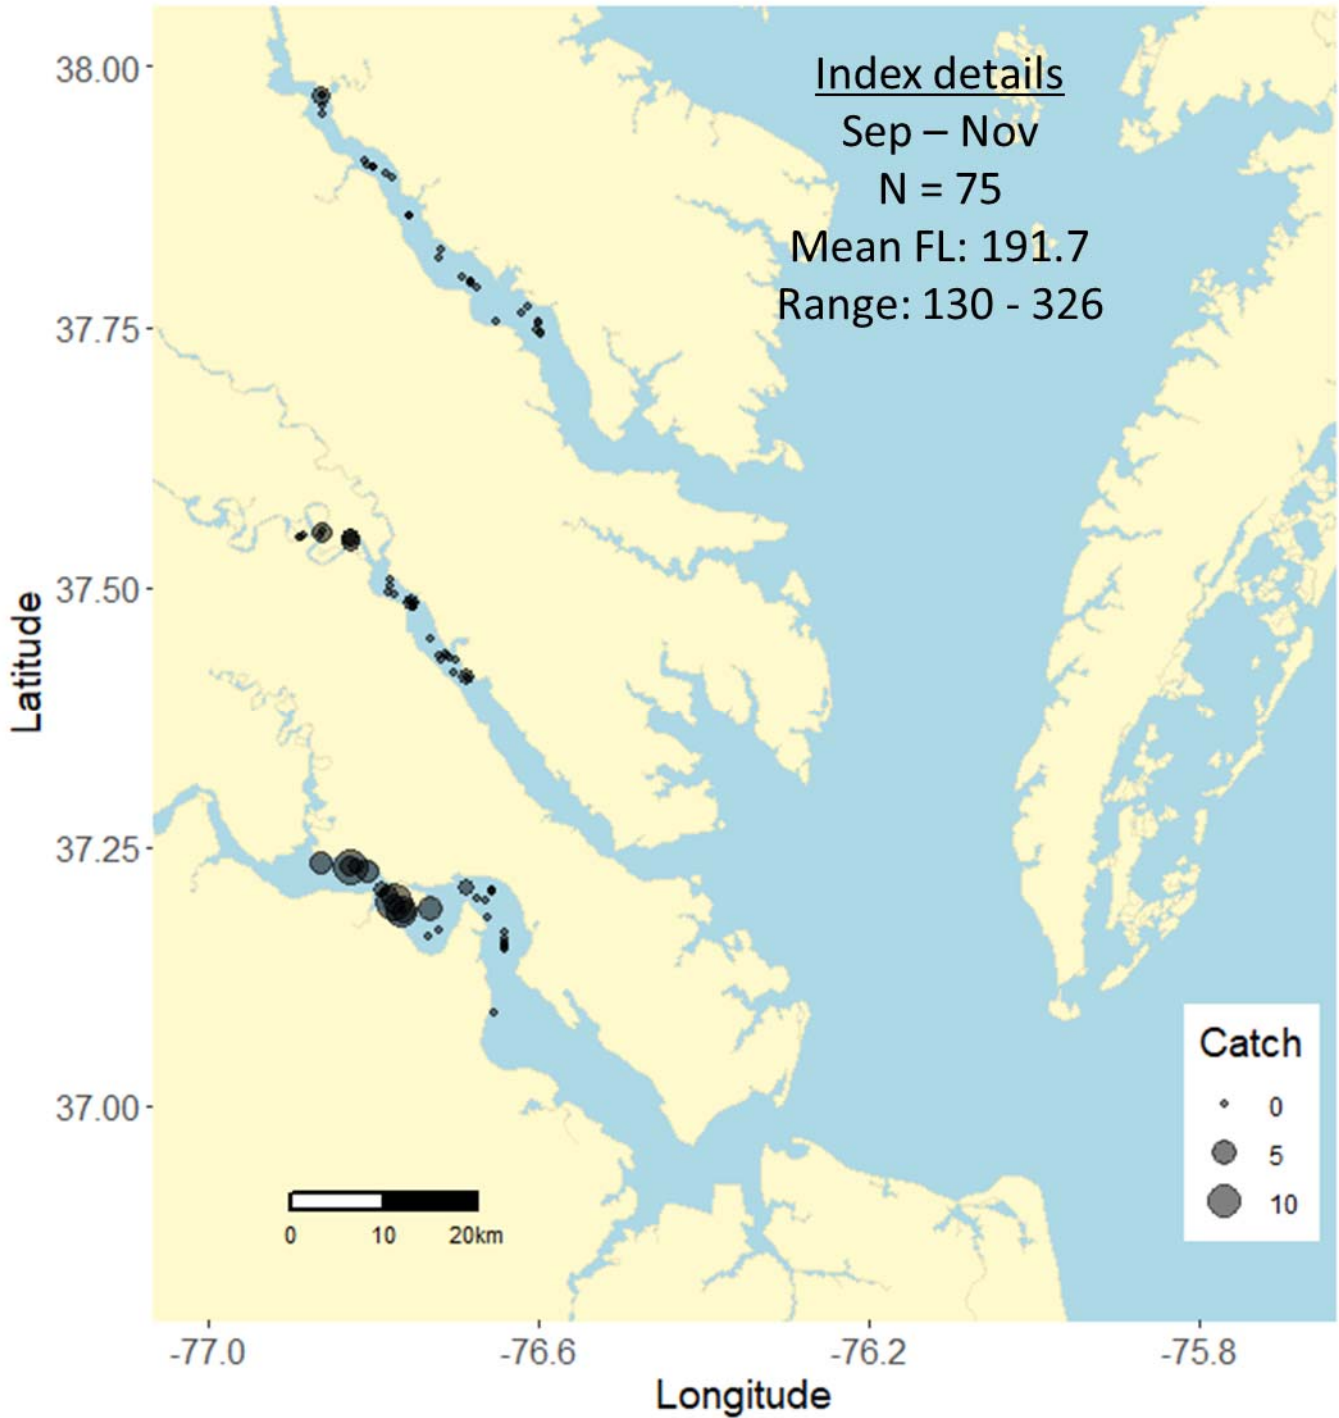 Index details
Sep – Nov
N = 75
Mean FL: 191.7
Range: 130 - 326
38.00
37.75
37.50
37.25
37.00
Latitude
Catch
0
5
10
0 10 20km
-77.0 -76.6 -76.2 -75.8
Longitude